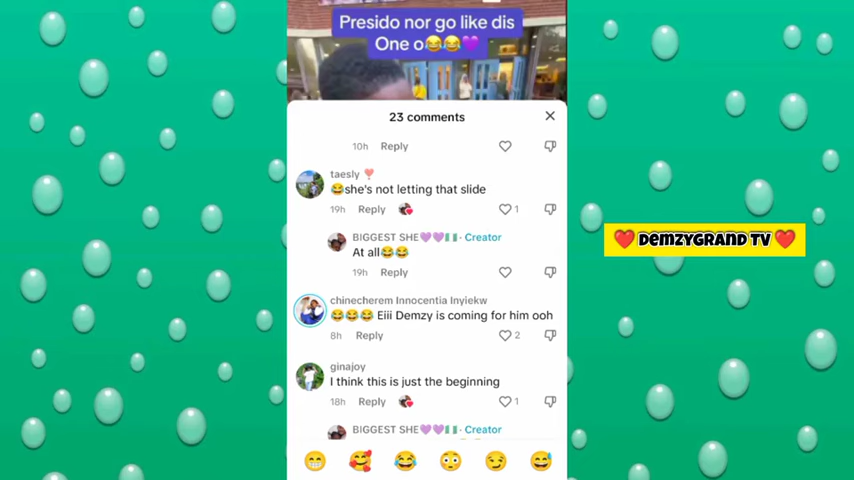 Presido nor go like dis
One o😂😂💜
23 comments
10h Reply
taesly ❣️
😂she's not letting that slide
19h Reply 1
BIGGEST SHE💜💜🇳🇬 · Creator
At all😂😂
19h Reply
chinecherem Innocentia Inyiekw
😂😂😂 Eiii Demzy is coming for him ooh
8h Reply 2
ginajoy
I think this is just the beginning
18h Reply 1
BIGGEST SHE💜💜🇳🇬 · Creator
❤️ DEMZYGRAND TV ❤️